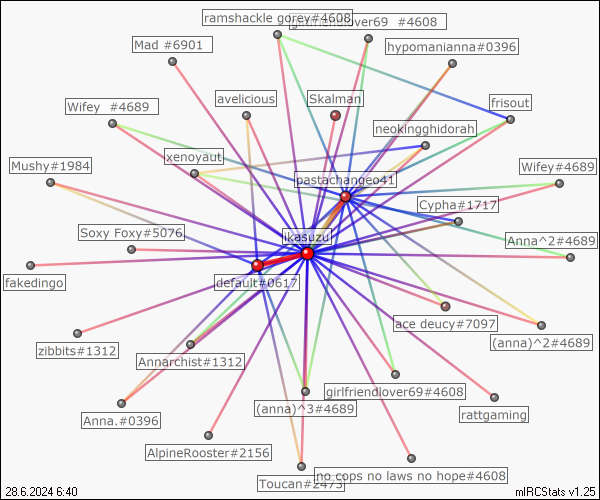 ramshackle gorey#4608
girlfriendlover69 #4608
Mad #6901
hypomanianna#0396
avelicious
Skalman
frisout
Wifey #4689
neokingghidorah
xenoyaut
Mushy#1984
Wifey#4689
pastachangeo41
Cypha#1717
Soxy Foxy#5076
ikasuzu
Anna^2#4689
fakedingo
default#0617
ace deucy#7097
zibbits#1312
(anna)^2#4689
Annarchist#1312
girlfriendlover69#4608
(anna)^3#4689
rattgaming
Anna.#0396
AlpineRooster#2156
no cops no laws no hope#4608
Toucan#2473
28.6.2024 6:40
mIRCStats v1.25